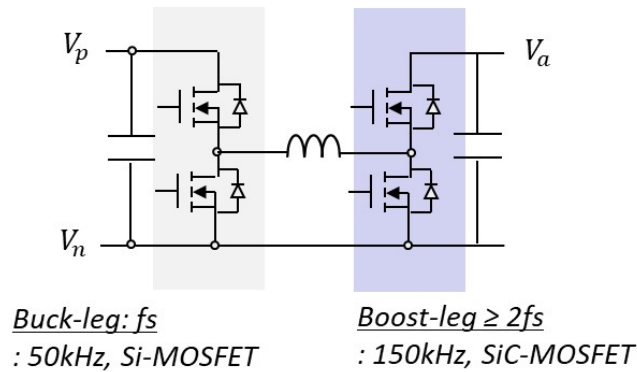 Vp
Va
Vn
Buck-leg: fs
: 50kHz, Si-MOSFET
Boost-leg ≥ 2fs
: 150kHz, SiC-MOSFET